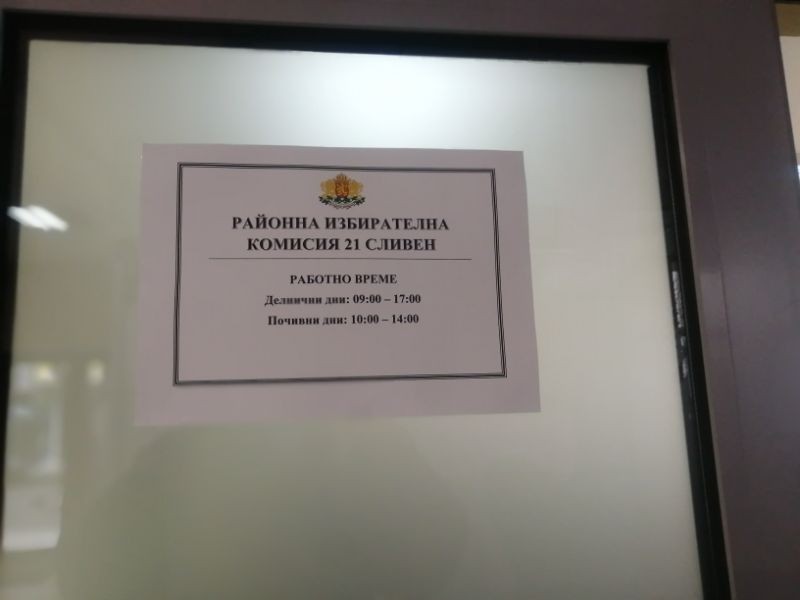 РАЙОННА ИЗБИРАТЕЛНА
КОМИСИЯ 21 СЛИВЕН
РАБОТНО ВРЕМЕ
Делнични дни: 09:00 – 17:00
Почивни дни: 10:00 – 14:00